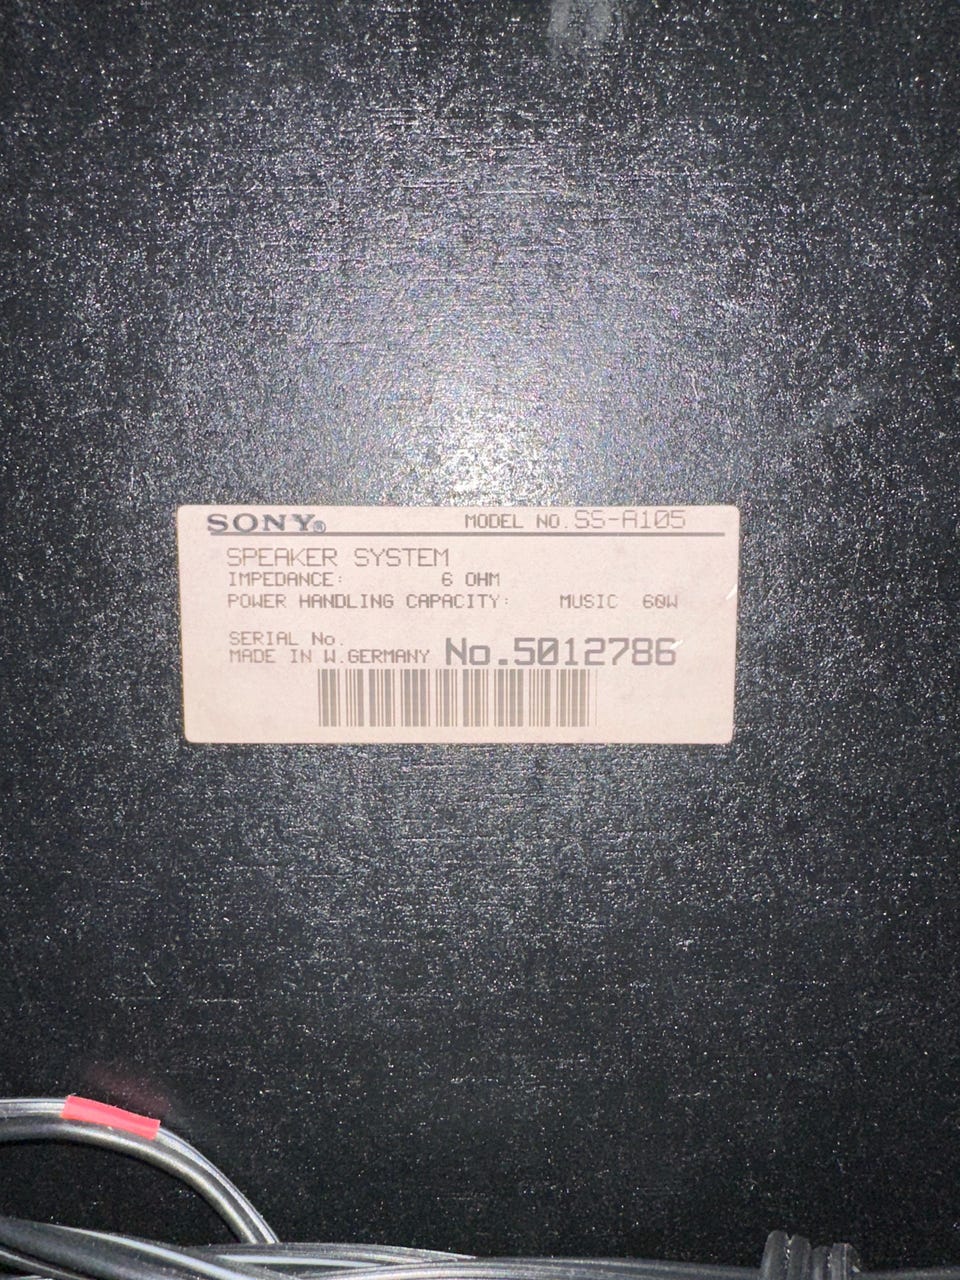 SONY® MODEL NO. SS-A105
SPEAKER SYSTEM
IMPEDANCE: 6 OHM
POWER HANDLING CAPACITY: MUSIC 60W
SERIAL No.
MADE IN W.GERMANY No.5012786